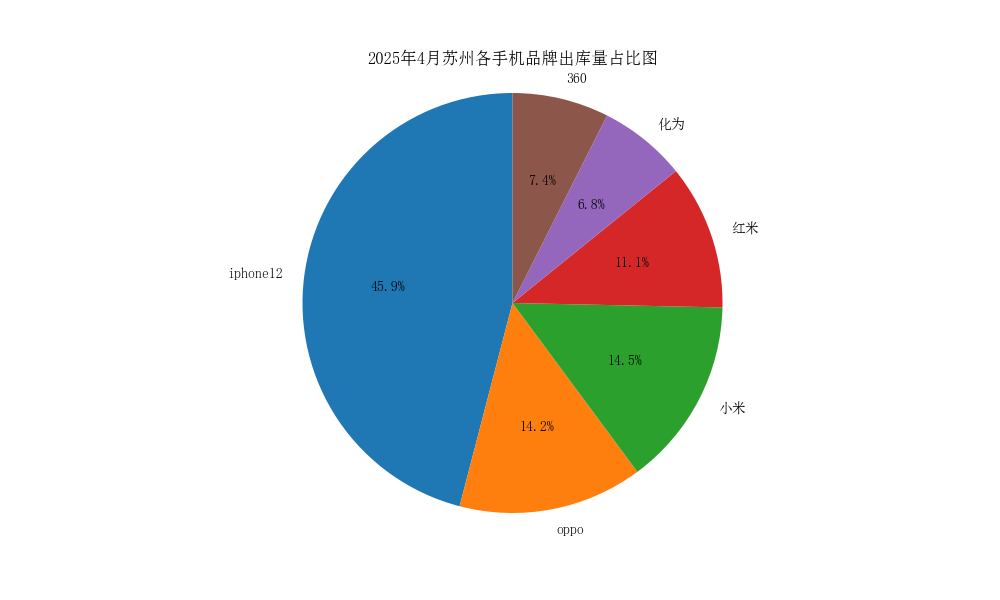 2025年4月苏州各手机品牌出库量占比图
360
化为
7.4%
6.8%
红米
11.1%
iphone12
45.9%
14.5%
小米
14.2%
oppo